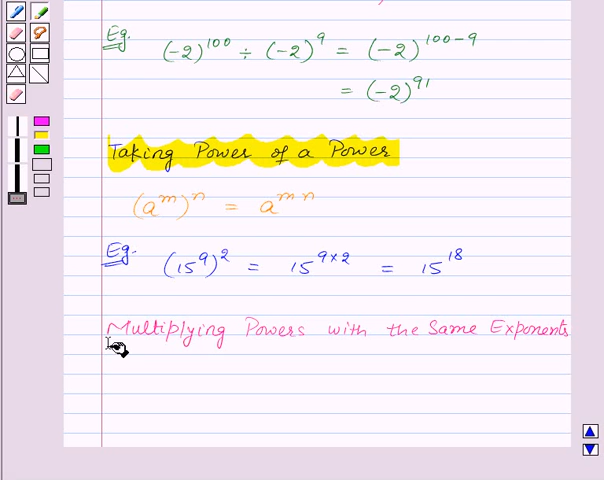 Eg. (-2)^100 ÷ (-2)^9 = (-2)^100-9
= (-2)^91
Taking Power of a Power
(a^m)^n = a^mn
Eg. (15^9)^2 = 15^9×2 = 15^18
Multiplying Powers with the Same Exponents